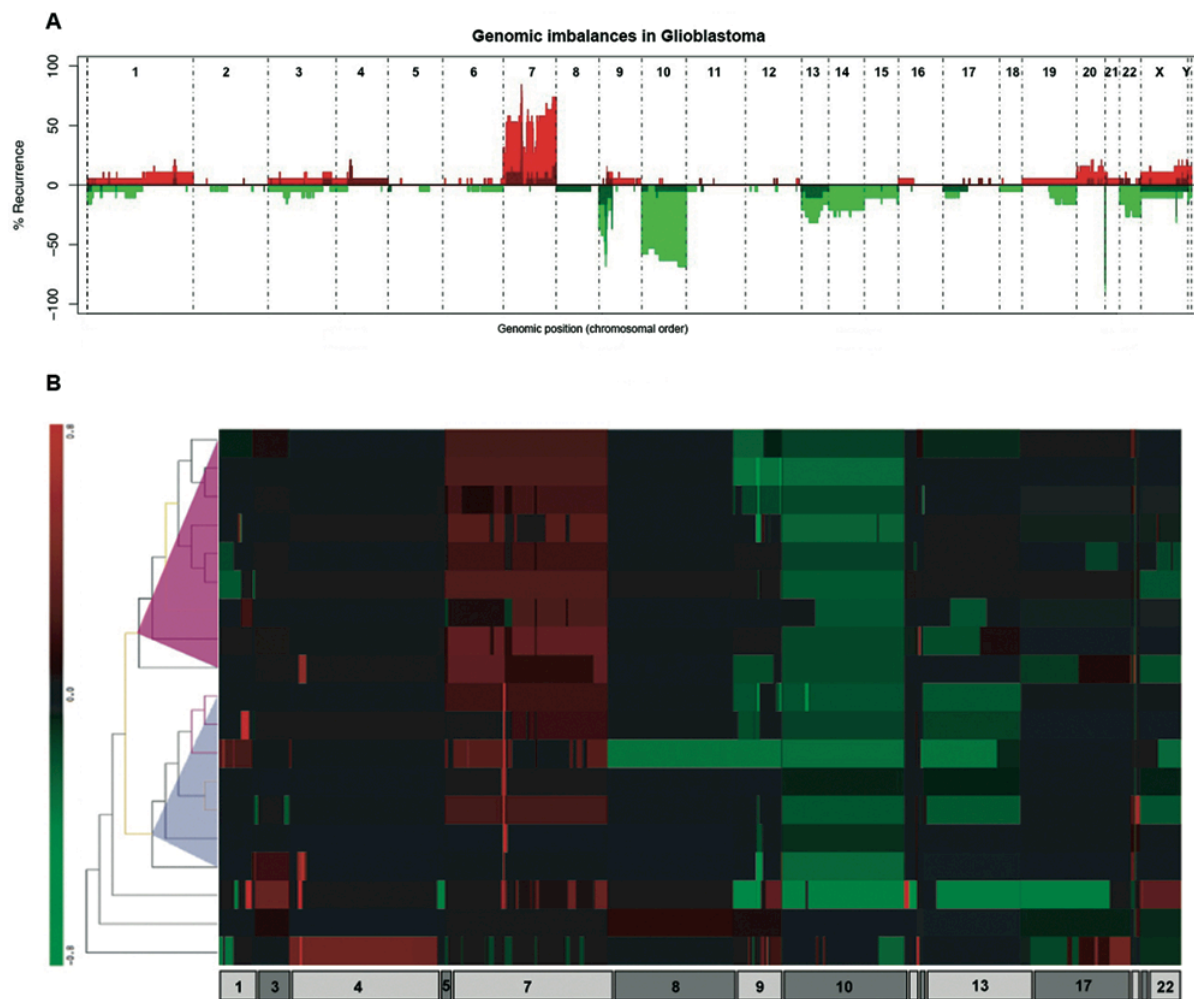 A
Genomic imbalances in Glioblastoma
100
1 2 3 4 5 6 7 8 9 10 11 12 13 14 15 16 17 18 19 20 21 22 X Y
50
0
−50
−100
% Recurrence
Genomic position (chromosomal order)
B
0.8
0.0
-0.8
1 3 4 5 7 8 9 10 13 17 22